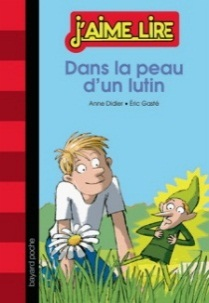 j'AIME LIRE
Dans la peau
d'un lutin
Anne Didier • Éric Gasté
bayard poche